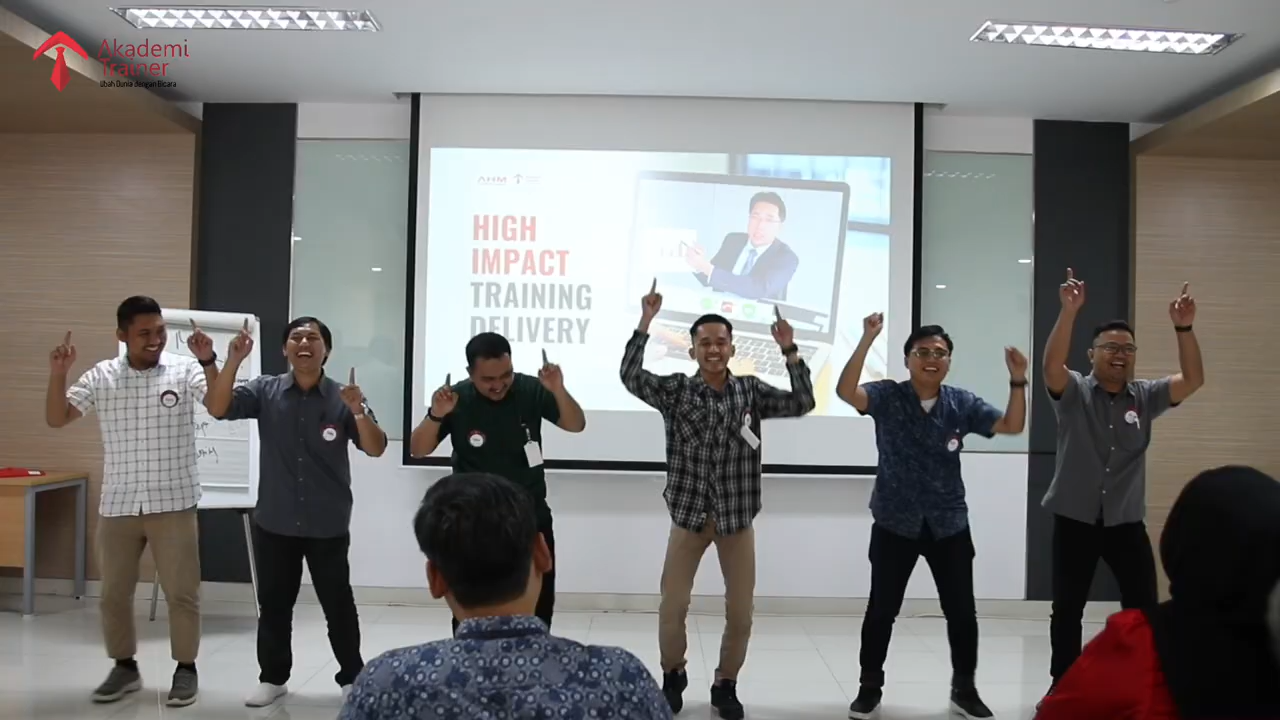 Akademi
Trainer
Ubah Dunia dengan Bicara
AHM
HIGH
IMPACT
TRAINING
DELIVERY